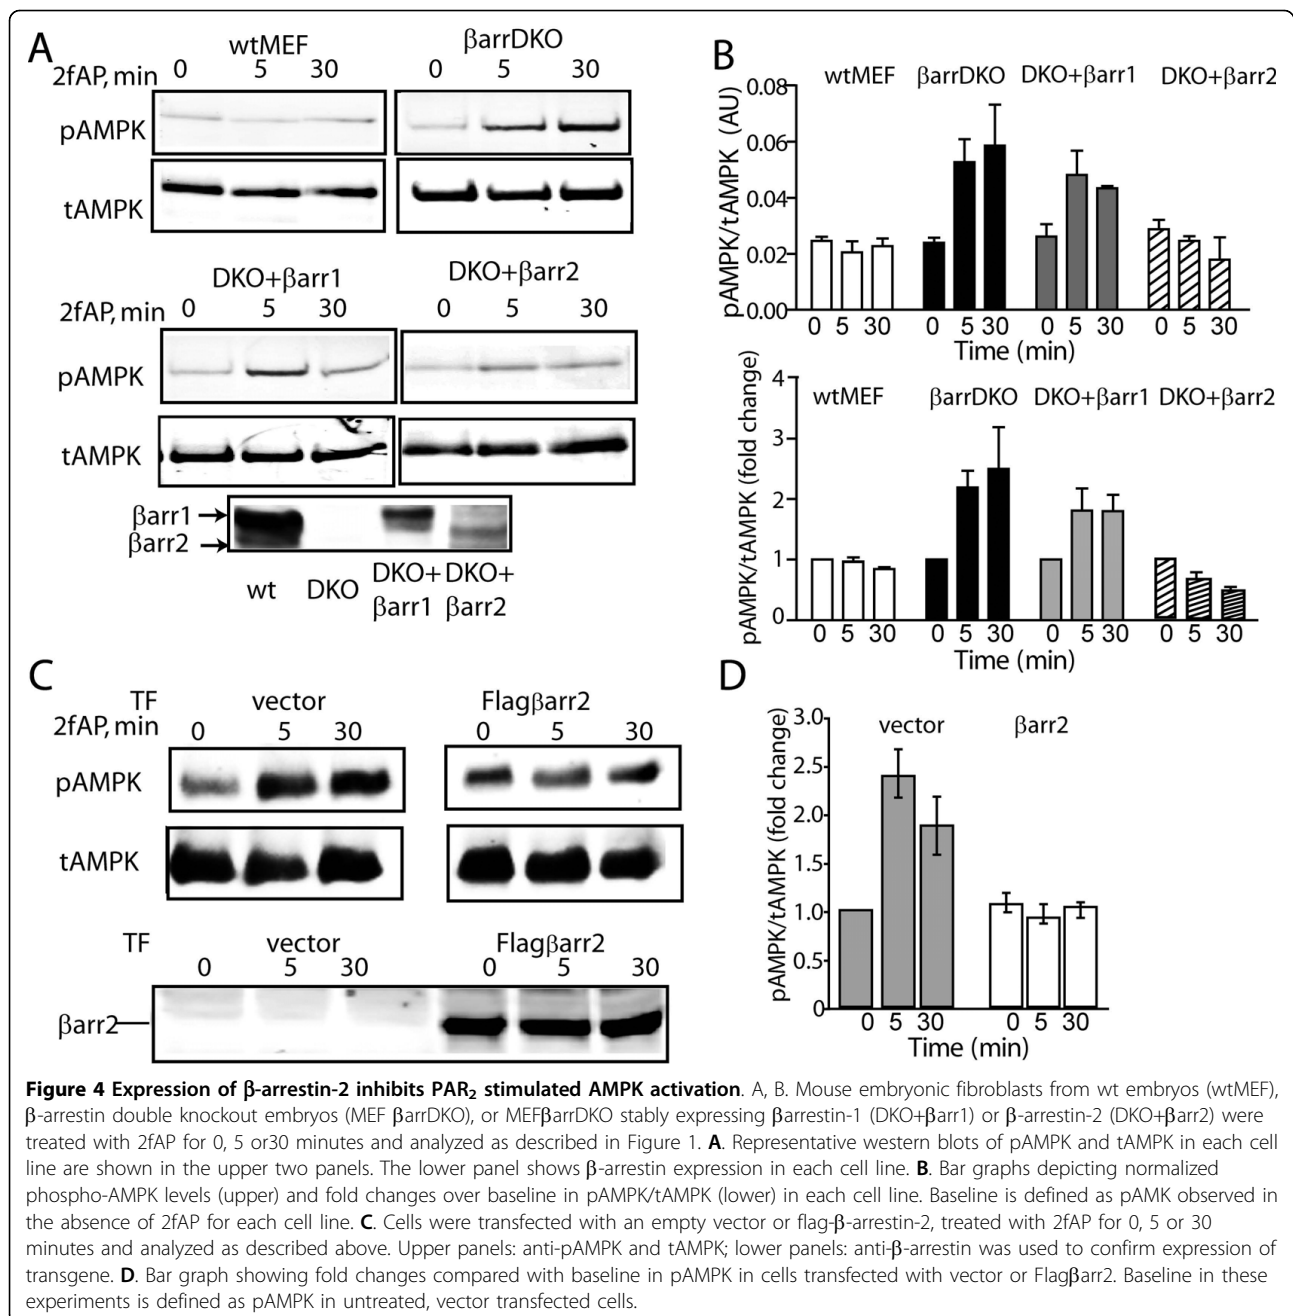 A
wtMEF
βarrDKO
2fAP, min 0 5 30 0 5 30
pAMPK
tAMPK
DKO+βarr1
DKO+βarr2
2fAP, min 0 5 30 0 5 30
pAMPK
tAMPK
βarr1
βarr2
wt DKO DKO+ DKO+
βarr1 βarr2
B
wtMEF βarrDKO DKO+βarr1 DKO+βarr2
pAMPK/tAMPK (AU)
0.08
0.06
0.04
0.02
0.00
0 5 30 0 5 30 0 5 30 0 5 30
Time (min)
pAMPK/tAMPK (fold change)
4
3
2
1
0
wtMEF βarrDKO DKO+βarr1 DKO+βarr2
0 5 30 0 5 30 0 5 30 0 5 30
Time (min)
C
TF vector Flagβarr2
2fAP, min 0 5 30 0 5 30
pAMPK
tAMPK
TF vector Flagβarr2
0 5 30 0 5 30
βarr2
D
pAMPK/tAMPK (fold change)
3.0
2.5
2.0
1.5
1.0
0.5
0
vector βarr2
0 5 30 0 5 30
Time (min)
Figure 4 Expression of β-arrestin-2 inhibits PAR2 stimulated AMPK activation. A, B. Mouse embryonic fibroblasts from wt embryos (wtMEF),
β-arrestin double knockout embryos (MEF βarrDKO), or MEFβarrDKO stably expressing βarrestin-1 (DKO+βarr1) or β-arrestin-2 (DKO+βarr2) were
treated with 2fAP for 0, 5 or30 minutes and analyzed as described in Figure 1. A. Representative western blots of pAMPK and tAMPK in each cell
line are shown in the upper two panels. The lower panel shows β-arrestin expression in each cell line. B. Bar graphs depicting normalized
phospho-AMPK levels (upper) and fold changes over baseline in pAMPK/tAMPK (lower) in each cell line. Baseline is defined as pAMK observed in
the absence of 2fAP for each cell line. C. Cells were transfected with an empty vector or flag-β-arrestin-2, treated with 2fAP for 0, 5 or 30
minutes and analyzed as described above. Upper panels: anti-pAMPK and tAMPK; lower panels: anti-β-arrestin was used to confirm expression of
transgene. D. Bar graph showing fold changes compared with baseline in pAMPK in cells transfected with vector or Flagβarr2. Baseline in these
experiments is defined as pAMPK in untreated, vector transfected cells.